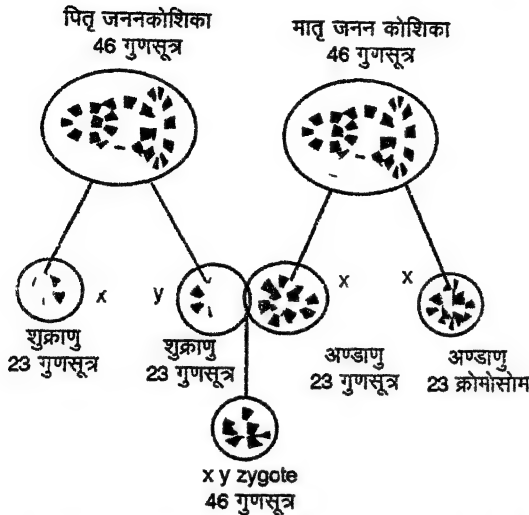 पितृ जननकोशिका
46 गुणसूत्र
मातृ जनन कोशिका
46 गुणसूत्र
x
y
x
x
शुक्राणु
23 गुणसूत्र
शुक्राणु
23 गुणसूत्र
अण्डाणु
23 गुणसूत्र
अण्डाणु
23 क्रोमोसोम
x y zygote
46 गुणसूत्र